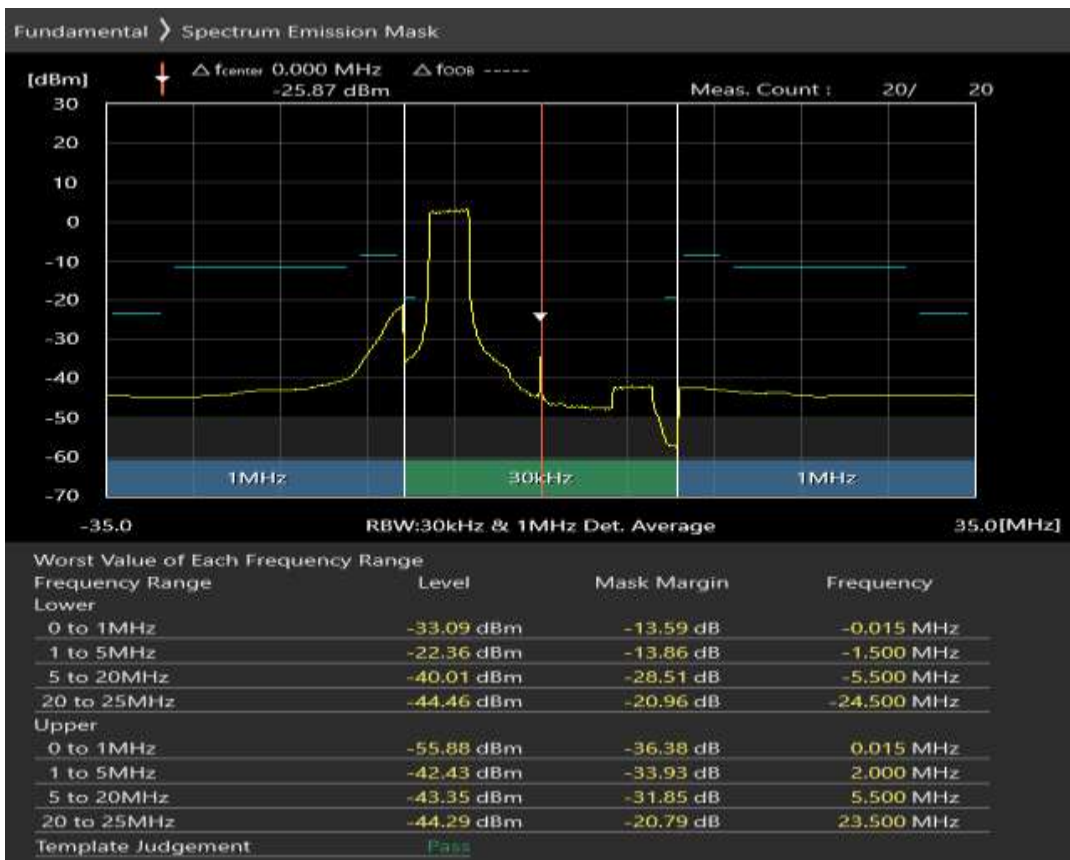 Fundamental ❯ Spectrum Emission Mask
[dBm] △ fcenter 0.000 MHz △ fOOB -----
-25.87 dBm Meas. Count : 20/ 20
30
20
10
0
-10
-20
-30
-40
-50
-60
-70
1MHz 30kHz 1MHz
-35.0 RBW:30kHz & 1MHz Det. Average 35.0[MHz]
Worst Value of Each Frequency Range
Frequency Range Level Mask Margin Frequency
Lower
0 to 1MHz -33.09 dBm -13.59 dB -0.015 MHz
1 to 5MHz -22.36 dBm -13.86 dB -1.500 MHz
5 to 20MHz -40.01 dBm -28.51 dB -5.500 MHz
20 to 25MHz -44.46 dBm -20.96 dB -24.500 MHz
Upper
0 to 1MHz -55.88 dBm -36.38 dB 0.015 MHz
1 to 5MHz -42.43 dBm -33.93 dB 2.000 MHz
5 to 20MHz -43.35 dBm -31.85 dB 5.500 MHz
20 to 25MHz -44.29 dBm -20.79 dB 23.500 MHz
Template Judgement Pass